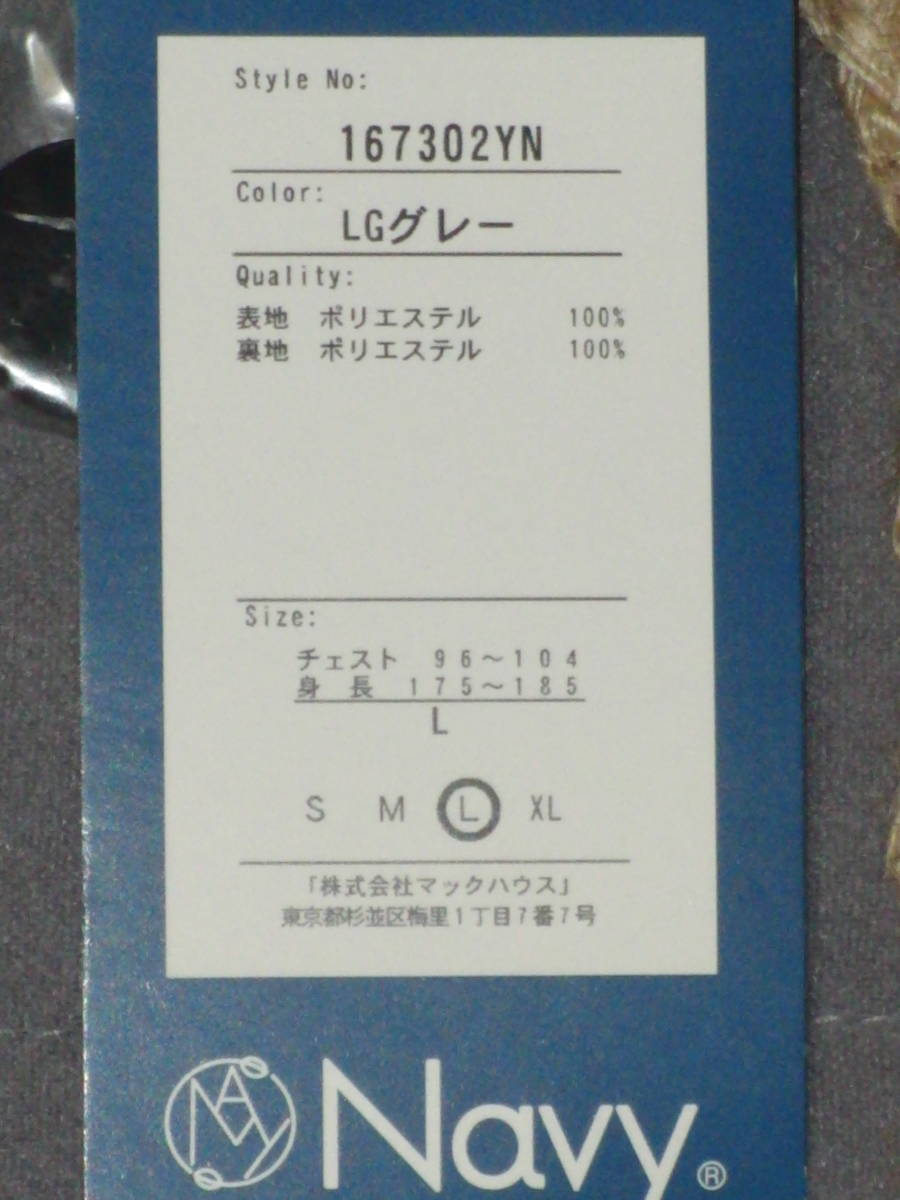 Style No:
167302YN
Color:
LGグレー
Quality:
表地 ポリエステル 100%
裏地 ポリエステル 100%
Size:
チェスト 96～104
身 長 175～185
L
S M L XL
「株式会社マックハウス」
東京都杉並区梅里1丁目7番7号
NAVY
Navy®